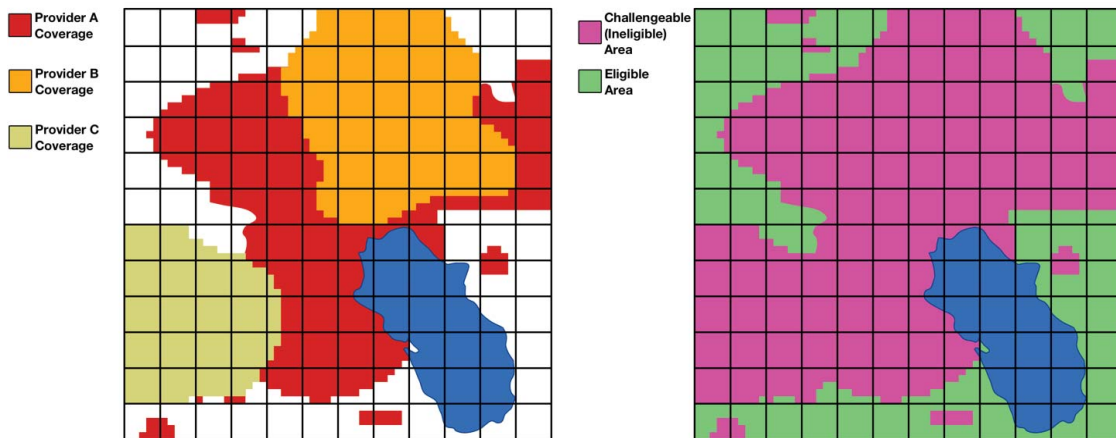 Provider A
Coverage
Provider B
Coverage
Provider C
Coverage
Challengeable
(Ineligible)
Area
Eligible
Area